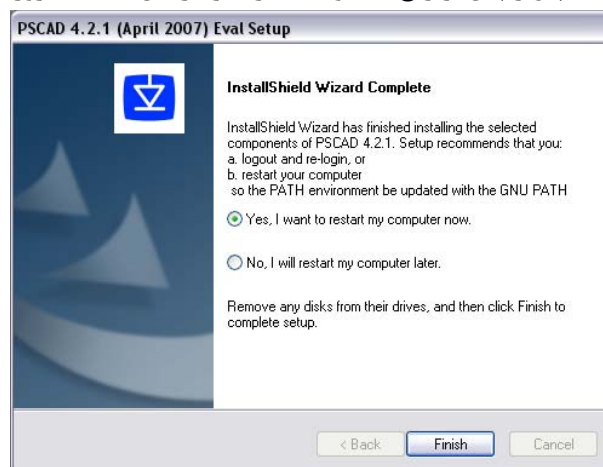 PSCAD 4.2.1 (April 2007) Eval Setup
InstallShield Wizard Complete
InstallShield Wizard has finished installing the selected
components of PSCAD 4.2.1. Setup recommends that you:
a. logout and re-login, or
b. restart your computer
so the PATH environment be updated with the GNU PATH
Yes, I want to restart my computer now.
No, I will restart my computer later.
Remove any disks from their drives, and then click Finish to
complete setup.
< Back Finish Cancel